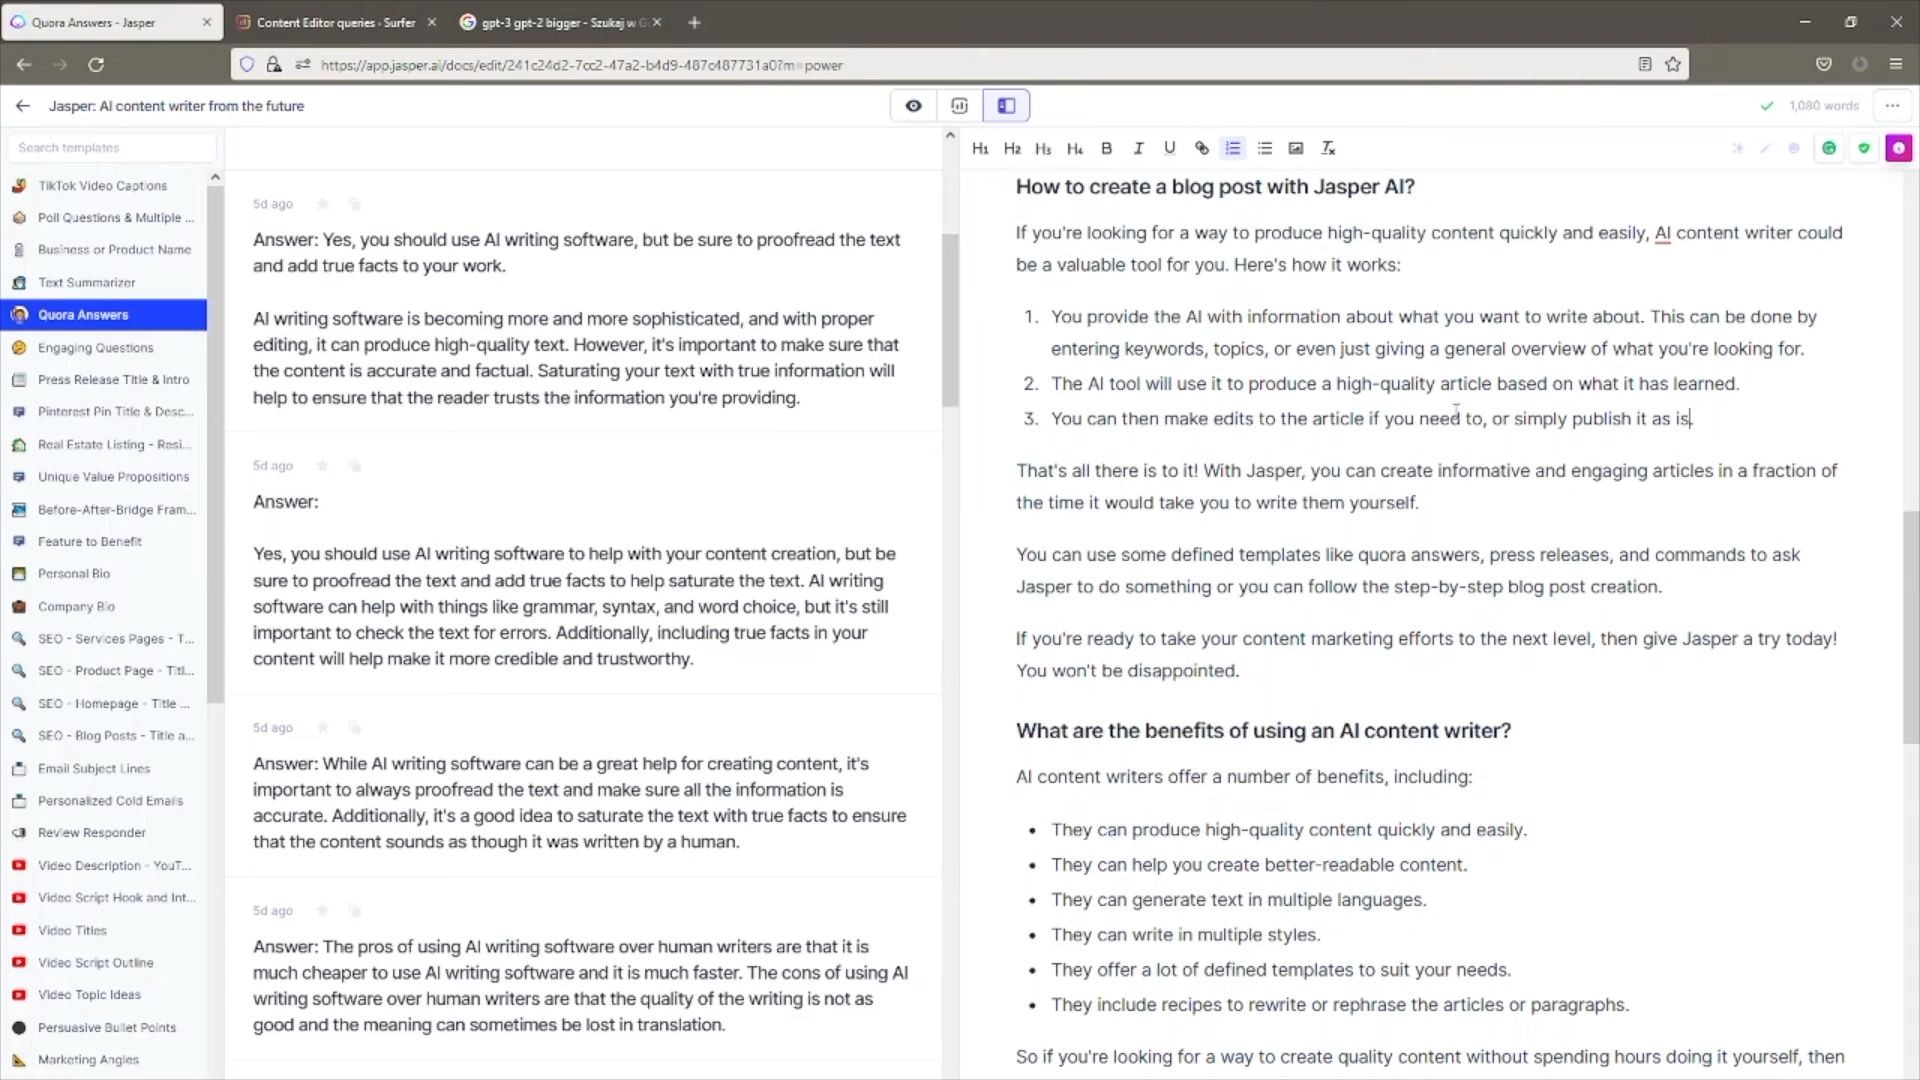 Quora Answers - Jasper
Content Editor queries · Surfer
gpt-3 gpt-2 bigger - Szukaj w G
https://app.jasper.ai/docs/edit/241c24d2-7cc2-47a2-b4d9-487c487731a0?m=power
Jasper: AI content writer from the future
1,080 words
Search templates
TikTok Video Captions
Poll Questions & Multiple ...
Business or Product Name
Text Summarizer
Quora Answers
Engaging Questions
Press Release Title & Intro
Pinterest Pin Title & Desc...
Real Estate Listing - Resi...
Unique Value Propositions
Before-After-Bridge Fram...
Feature to Benefit
Personal Bio
Company Bio
SEO - Services Pages - T...
SEO - Product Page - Titl...
SEO - Homepage - Title ...
SEO - Blog Posts - Title a...
Email Subject Lines
Personalized Cold Emails
Review Responder
Video Description - YouT...
Video Script Hook and Int...
Video Titles
Video Script Outline
Video Topic Ideas
Persuasive Bullet Points
Marketing Angles
5d ago
Answer: Yes, you should use AI writing software, but be sure to proofread the text
and add true facts to your work.
AI writing software is becoming more and more sophisticated, and with proper
editing, it can produce high-quality text. However, it's important to make sure that
the content is accurate and factual. Saturating your text with true information will
help to ensure that the reader trusts the information you're providing.
5d ago
Answer:
Yes, you should use AI writing software to help with your content creation, but be
sure to proofread the text and add true facts to help saturate the text. AI writing
software can help with things like grammar, syntax, and word choice, but it's still
important to check the text for errors. Additionally, including true facts in your
content will help make it more credible and trustworthy.
5d ago
Answer: While AI writing software can be a great help for creating content, it's
important to always proofread the text and make sure all the information is
accurate. Additionally, it's a good idea to saturate the text with true facts to ensure
that the content sounds as though it was written by a human.
5d ago
Answer: The pros of using AI writing software over human writers are that it is
much cheaper to use AI writing software and it is much faster. The cons of using AI
writing software over human writers are that the quality of the writing is not as
good and the meaning can sometimes be lost in translation.
H1 H2 H3 H4 B I U
How to create a blog post with Jasper AI?
If you're looking for a way to produce high-quality content quickly and easily, AI content writer could
be a valuable tool for you. Here's how it works:
1. You provide the AI with information about what you want to write about. This can be done by
entering keywords, topics, or even just giving a general overview of what you're looking for.
2. The AI tool will use it to produce a high-quality article based on what it has learned.
3. You can then make edits to the article if you need to, or simply publish it as is.
That's all there is to it! With Jasper, you can create informative and engaging articles in a fraction of
the time it would take you to write them yourself.
You can use some defined templates like quora answers, press releases, and commands to ask
Jasper to do something or you can follow the step-by-step blog post creation.
If you're ready to take your content marketing efforts to the next level, then give Jasper a try today!
You won't be disappointed.
What are the benefits of using an AI content writer?
AI content writers offer a number of benefits, including:
• They can produce high-quality content quickly and easily.
• They can help you create better-readable content.
• They can generate text in multiple languages.
• They can write in multiple styles.
• They offer a lot of defined templates to suit your needs.
• They include recipes to rewrite or rephrase the articles or paragraphs.
So if you're looking for a way to create quality content without spending hours doing it yourself, then